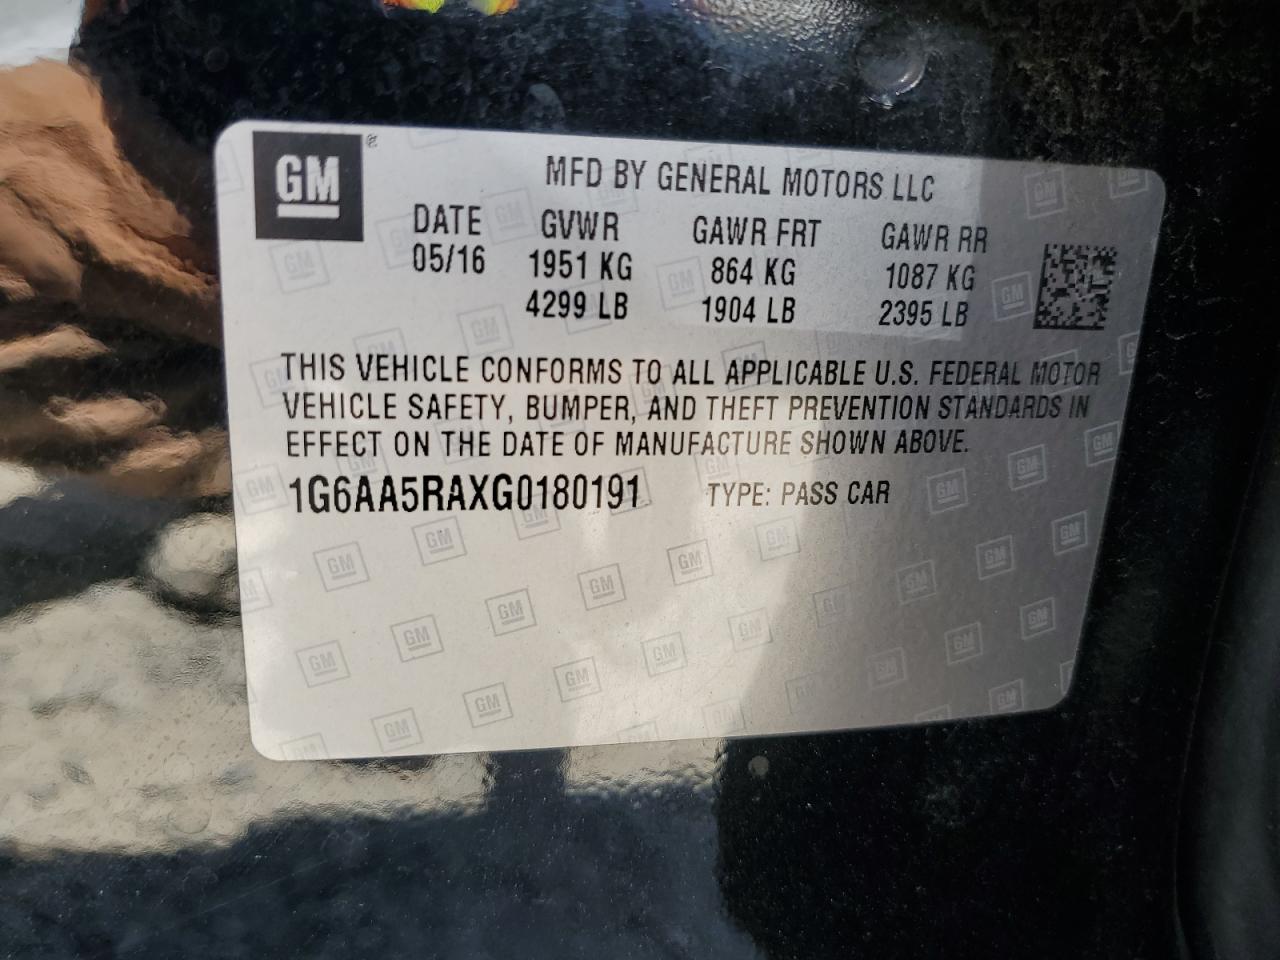 GM
MFD BY GENERAL MOTORS LLC
DATE GVWR GAWR FRT GAWR RR
05/16 1951 KG 864 KG 1087 KG
4299 LB 1904 LB 2395 LB
THIS VEHICLE CONFORMS TO ALL APPLICABLE U.S. FEDERAL MOTOR
VEHICLE SAFETY, BUMPER, AND THEFT PREVENTION STANDARDS IN
EFFECT ON THE DATE OF MANUFACTURE SHOWN ABOVE.
1G6AA5RAXG0180191 TYPE: PASS CAR